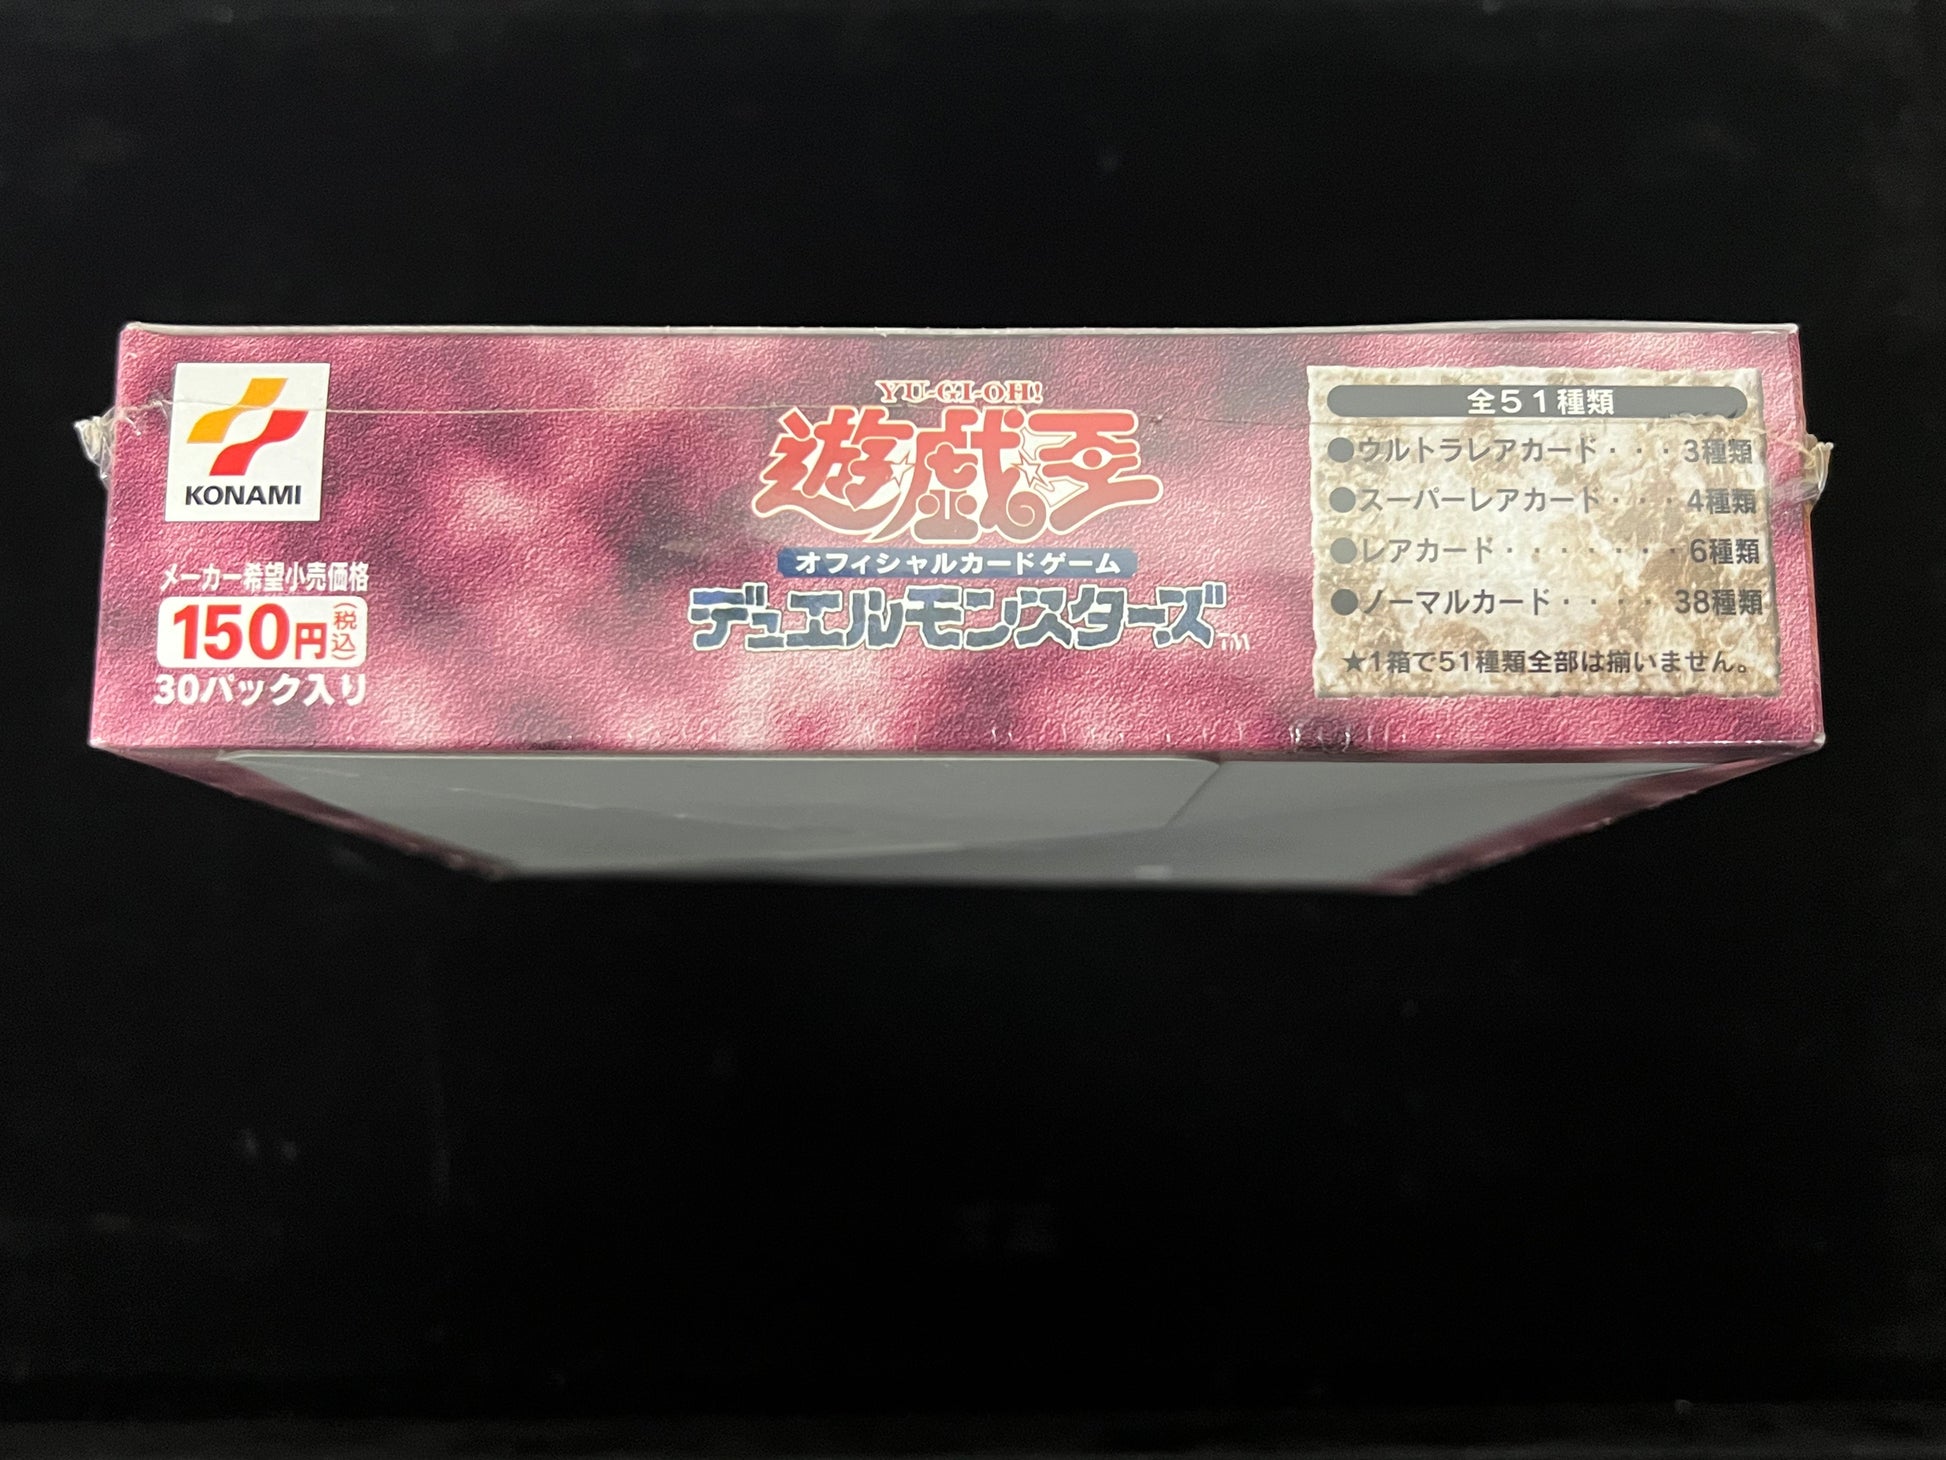 KONAMI
メーカー希望小売価格
150円(税込)
30パック入り
YU-GI-OH!
遊戯王
オフィシャルカードゲーム
デュエルモンスターズ™
全51種類
●ウルトラレアカード・・・3種類
●スーパーレアカード・・・4種類
●レアカード・・・・・・・6種類
●ノーマルカード・・・・38種類
★1箱で51種類全部は揃いません。